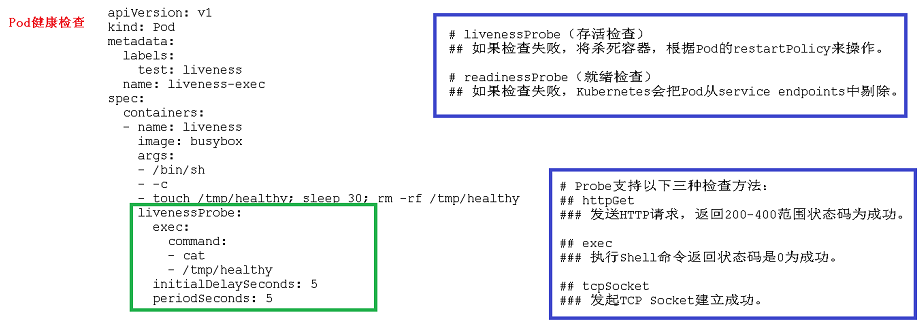 Pod健康检查
apiVersion: v1
kind: Pod
metadata:
  labels:
    test: liveness
  name: liveness-exec
spec:
  containers:
  - name: liveness
    image: busybox
    args:
    - /bin/sh
    - -c
    - touch /tmp/healthy; sleep 30; rm -rf /tmp/healthy
    livenessProbe:
      exec:
        command:
        - cat
        - /tmp/healthy
      initialDelaySeconds: 5
      periodSeconds: 5
# livenessProbe（存活检查）
## 如果检查失败，将杀死容器，根据Pod的restartPolicy来操作。
# readinessProbe（就绪检查）
## 如果检查失败，Kubernetes会把Pod从service endpoints中剔除。
# Probe支持以下三种检查方法：
## httpGet
### 发送HTTP请求，返回200-400范围状态码为成功。
## exec
### 执行Shell命令返回状态码是0为成功。
## tcpSocket
### 发起TCP Socket建立成功。